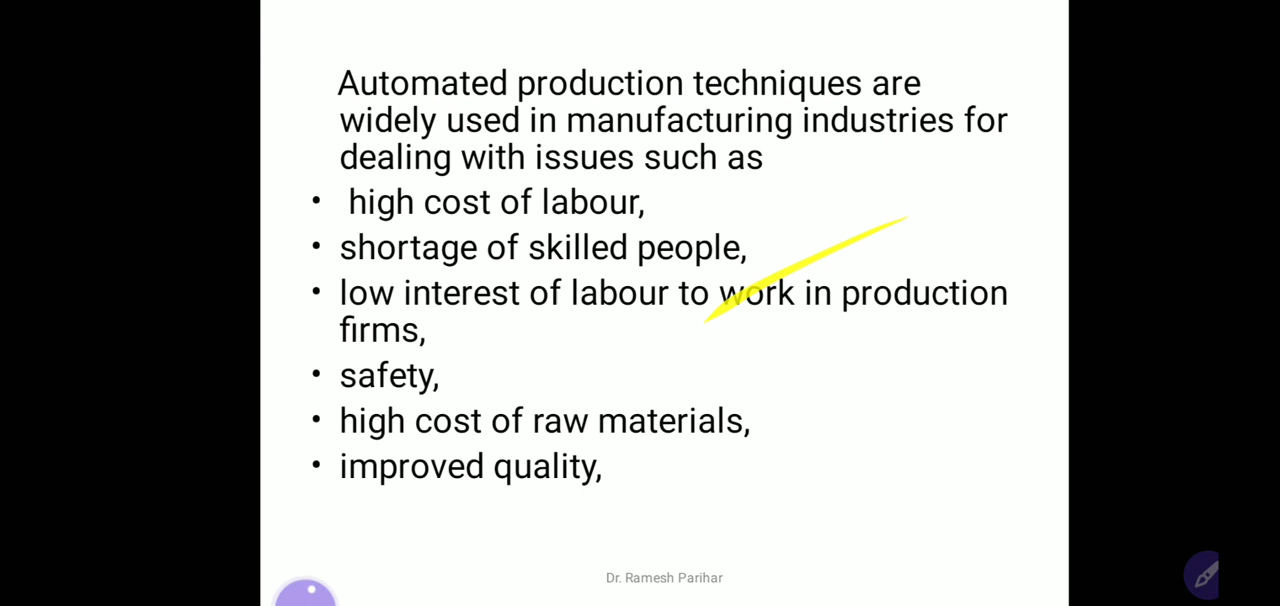 Automated production techniques are
widely used in manufacturing industries for
dealing with issues such as
• high cost of labour,
• shortage of skilled people,
• low interest of labour to work in production
firms,
• safety,
• high cost of raw materials,
• improved quality,
Dr. Ramesh Parihar